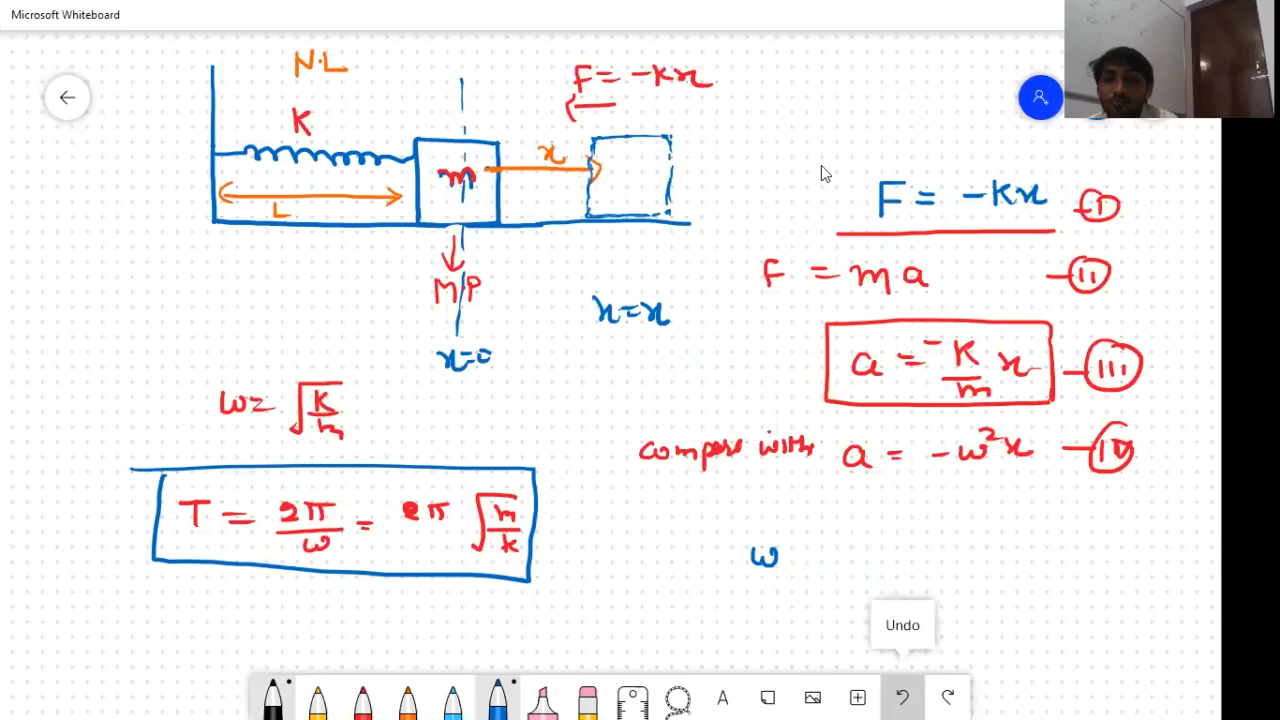 Microsoft Whiteboard
N.L
F = -kx
K
x
m
L
F = -kx —(I)
F = ma —(II)
M.P
x=x
x=0
a = -K/m x —(III)
ω= √K/m
compare with a = -ω²x —(IV)
T = 2π/ω = 2π √m/k
ω
Undo
A